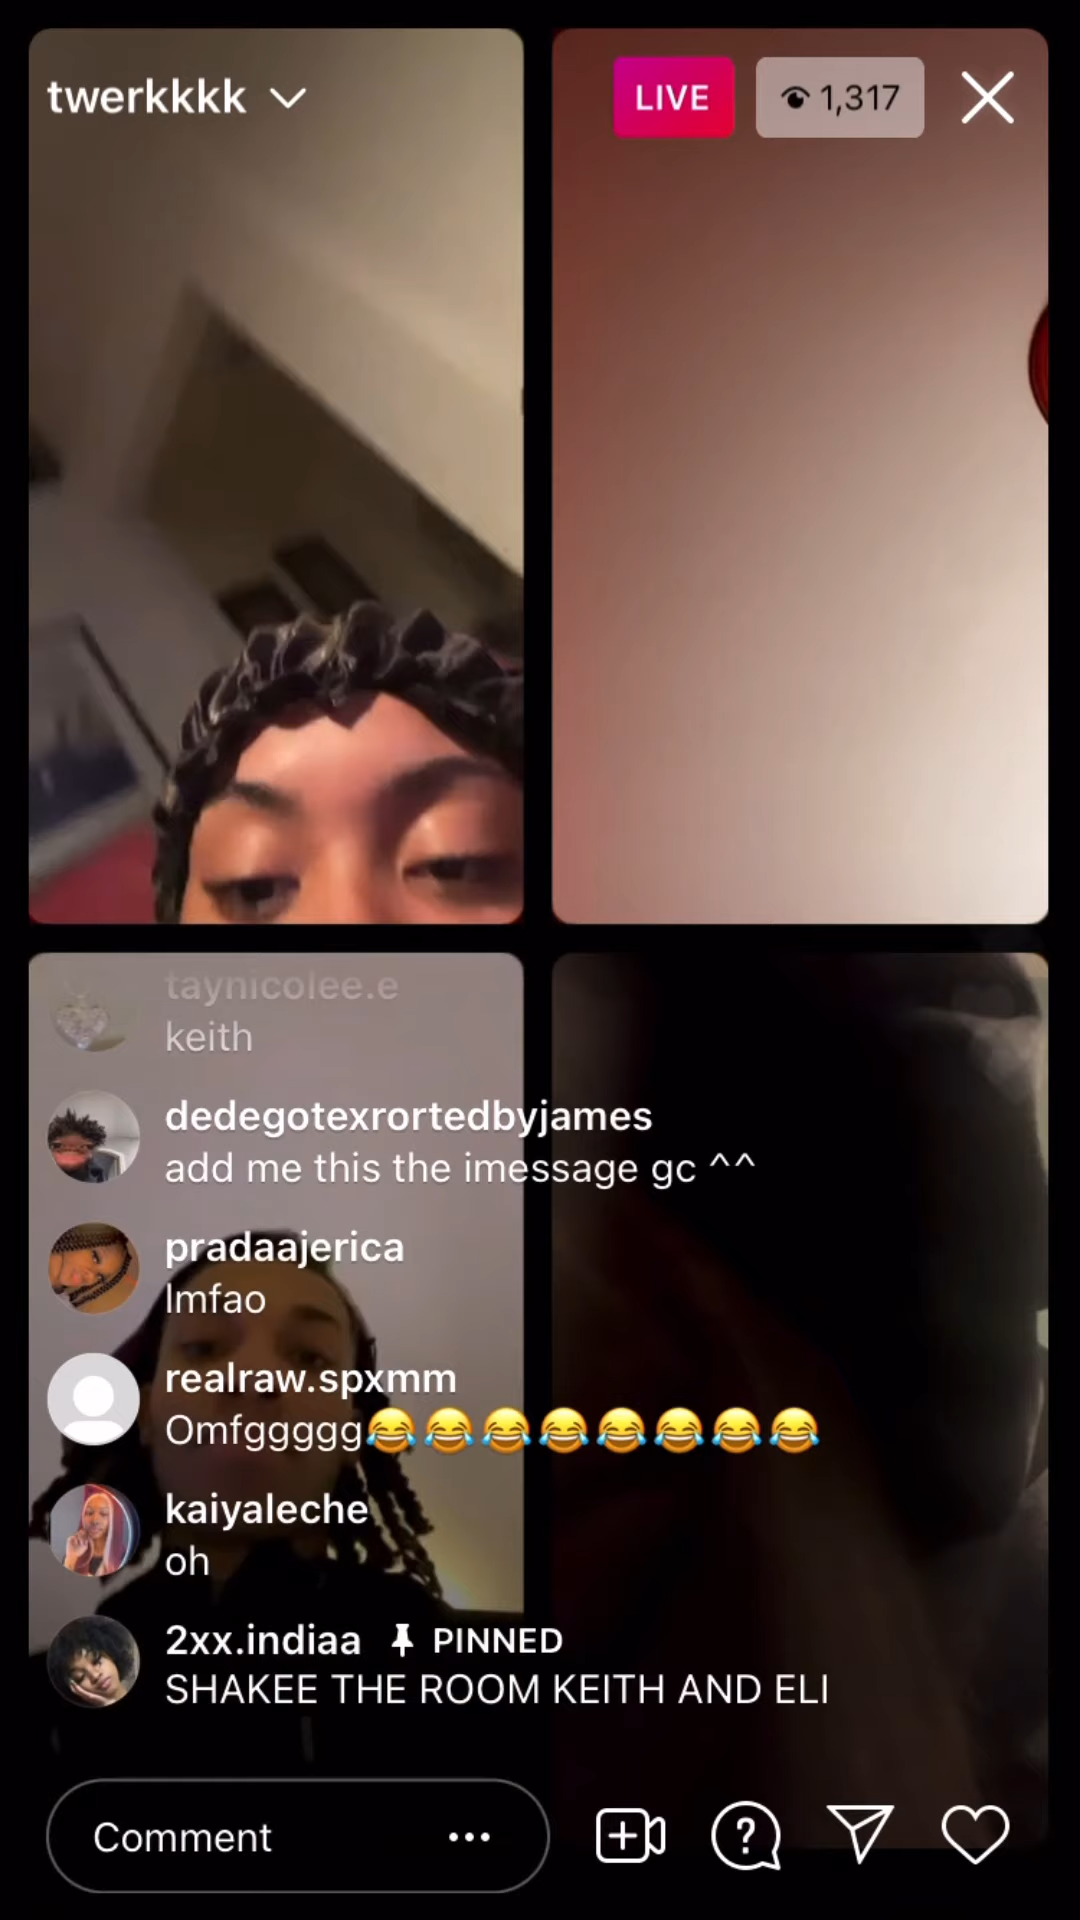 twerkkkk
LIVE
1,317
taynicolee.e
keith
dedegotexrortedbyjames
add me this the imessage gc ^^
pradaajerica
lmfao
realraw.spxmm
Omfggggg😂😂😂😂😂😂😂😂
kaiyaleche
oh
2xx.indiaa PINNED
SHAKEE THE ROOM KEITH AND ELI
Comment